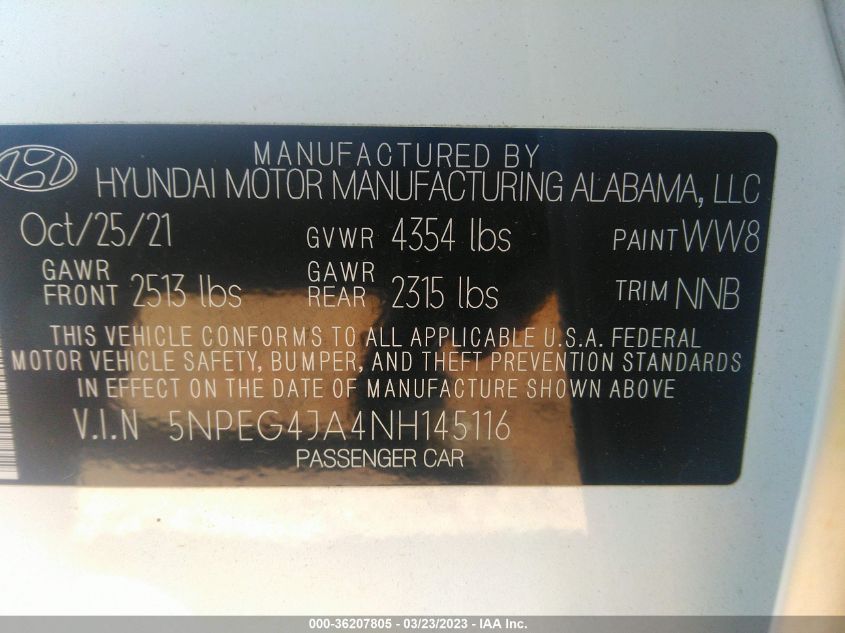 MANUFACTURED BY
HYUNDAI MOTOR MANUFACTURING ALABAMA, LLC
Oct/25/21 GVWR 4354 lbs PAINT WW8
GAWR FRONT 2513 lbs GAWR REAR 2315 lbs TRIM NNB
THIS VEHICLE CONFORMS TO ALL APPLICABLE U.S.A. FEDERAL
MOTOR VEHICLE SAFETY, BUMPER, AND THEFT PREVENTION STANDARDS
IN EFFECT ON THE DATE OF MANUFACTURE SHOWN ABOVE
V.I.N 5NPEG4JA4NH145116
PASSENGER CAR
000-36207805 - 03/23/2023 - IAA Inc.